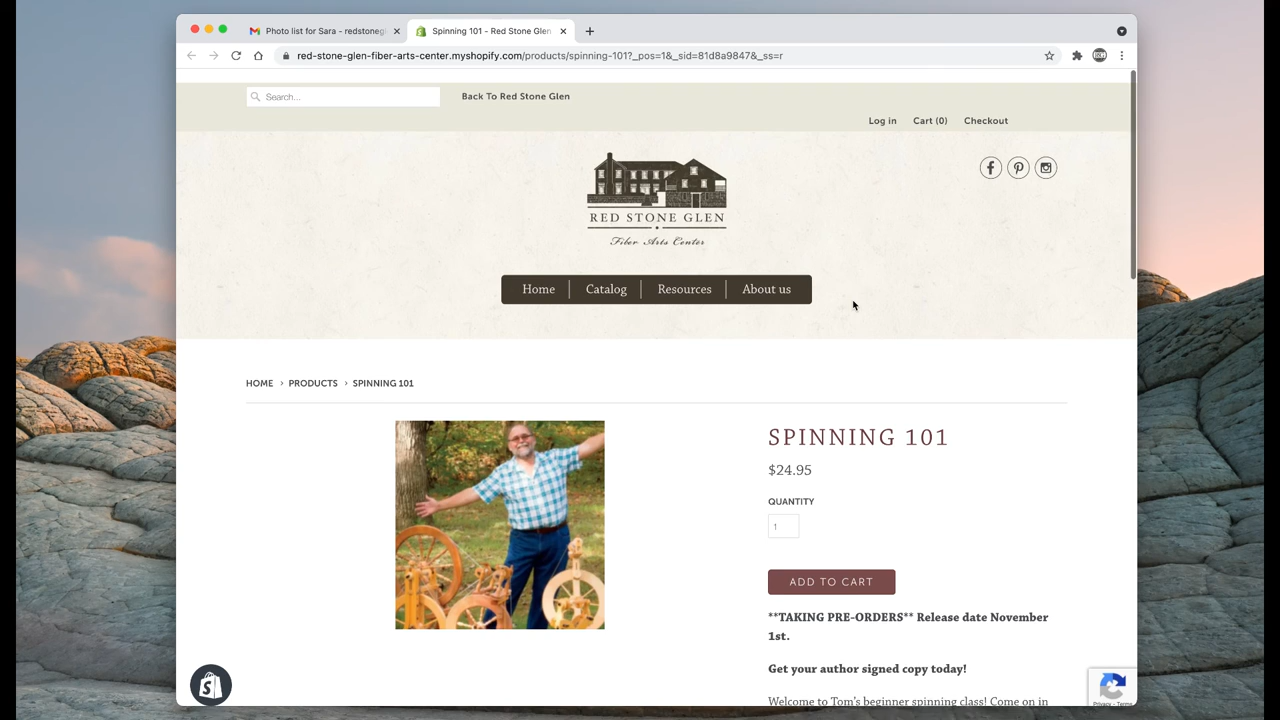 Photo list for Sara - redstonegl
Spinning 101 - Red Stone Glen
red-stone-glen-fiber-arts-center.myshopify.com/products/spinning-101?_pos=1&_sid=81d8a9847&_ss=r
Search...
Back To Red Stone Glen
Log in
Cart (0)
Checkout
RED STONE GLEN
Fiber Arts Center
Home
Catalog
Resources
About us
HOME › PRODUCTS › SPINNING 101
SPINNING 101
$24.95
QUANTITY
1
ADD TO CART
**TAKING PRE-ORDERS** Release date November
1st.
Get your author signed copy today!
Welcome to Tom's beginner spinning class! Come on in
Privacy - Terms